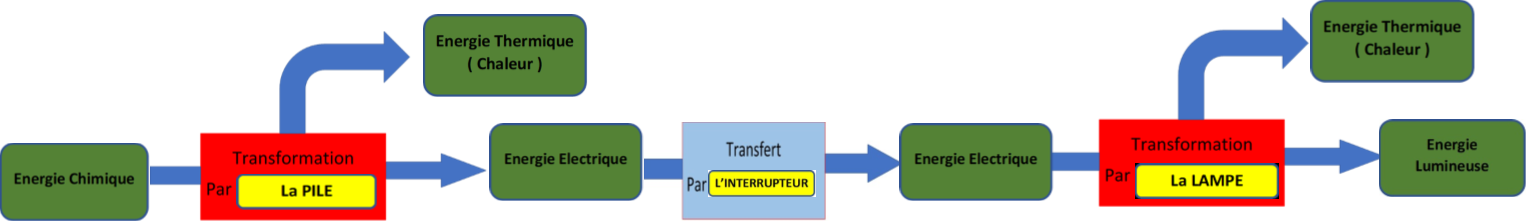 Energie Chimique
Transformation
Par La PILE
Energie Thermique
( Chaleur )
Energie Electrique
Transfert
Par L'INTERRUPTEUR
Energie Electrique
Transformation
Par La LAMPE
Energie Thermique
( Chaleur )
Energie
Lumineuse